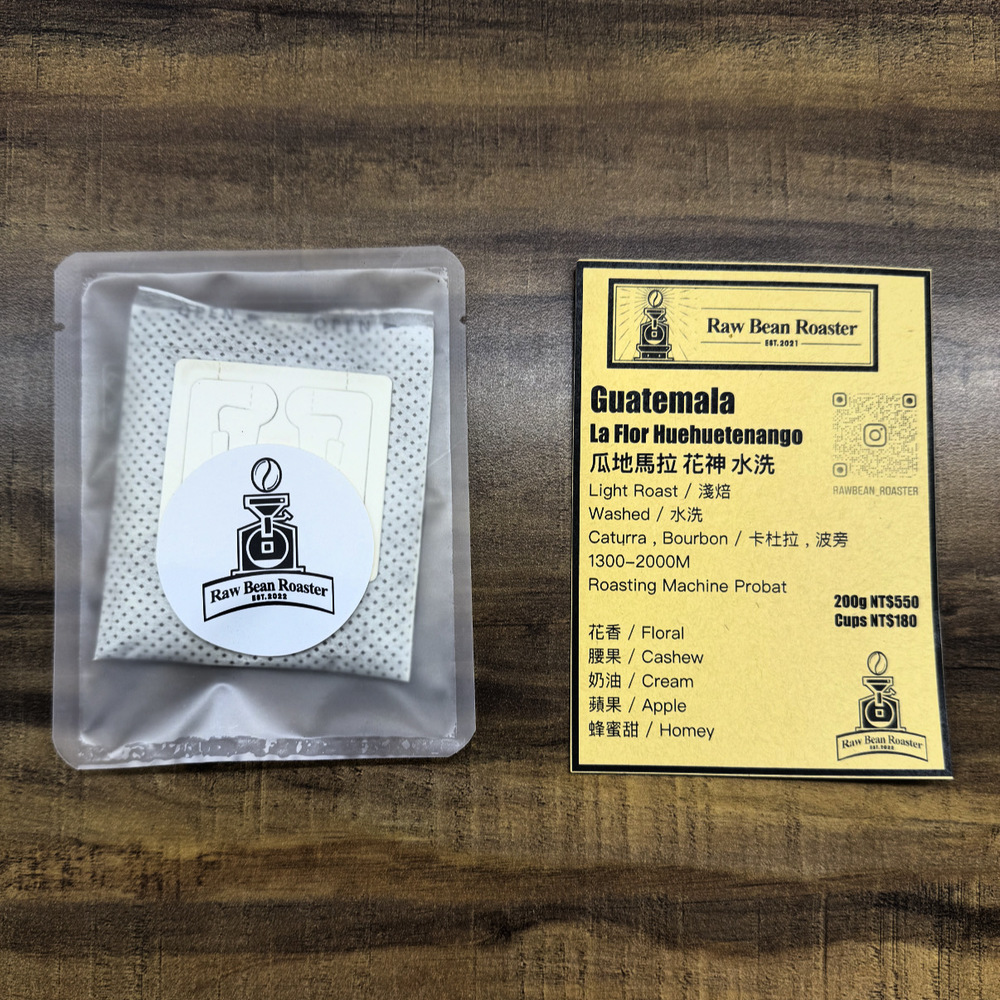 OPEN
Raw Bean Roaster
EST.2022
Raw Bean Roaster
EST.2021
Guatemala
La Flor Huehuetenango
瓜地馬拉 花神 水洗
Light Roast / 淺焙
Washed / 水洗
Caturra , Bourbon / 卡杜拉 , 波旁
1300-2000M
Roasting Machine Probat
RAWBEAN_ROASTER
200g NT$550
Cups NT$180
花香 / Floral
腰果 / Cashew
奶油 / Cream
蘋果 / Apple
蜂蜜甜 / Homey
Raw Bean Roaster
EST.2022